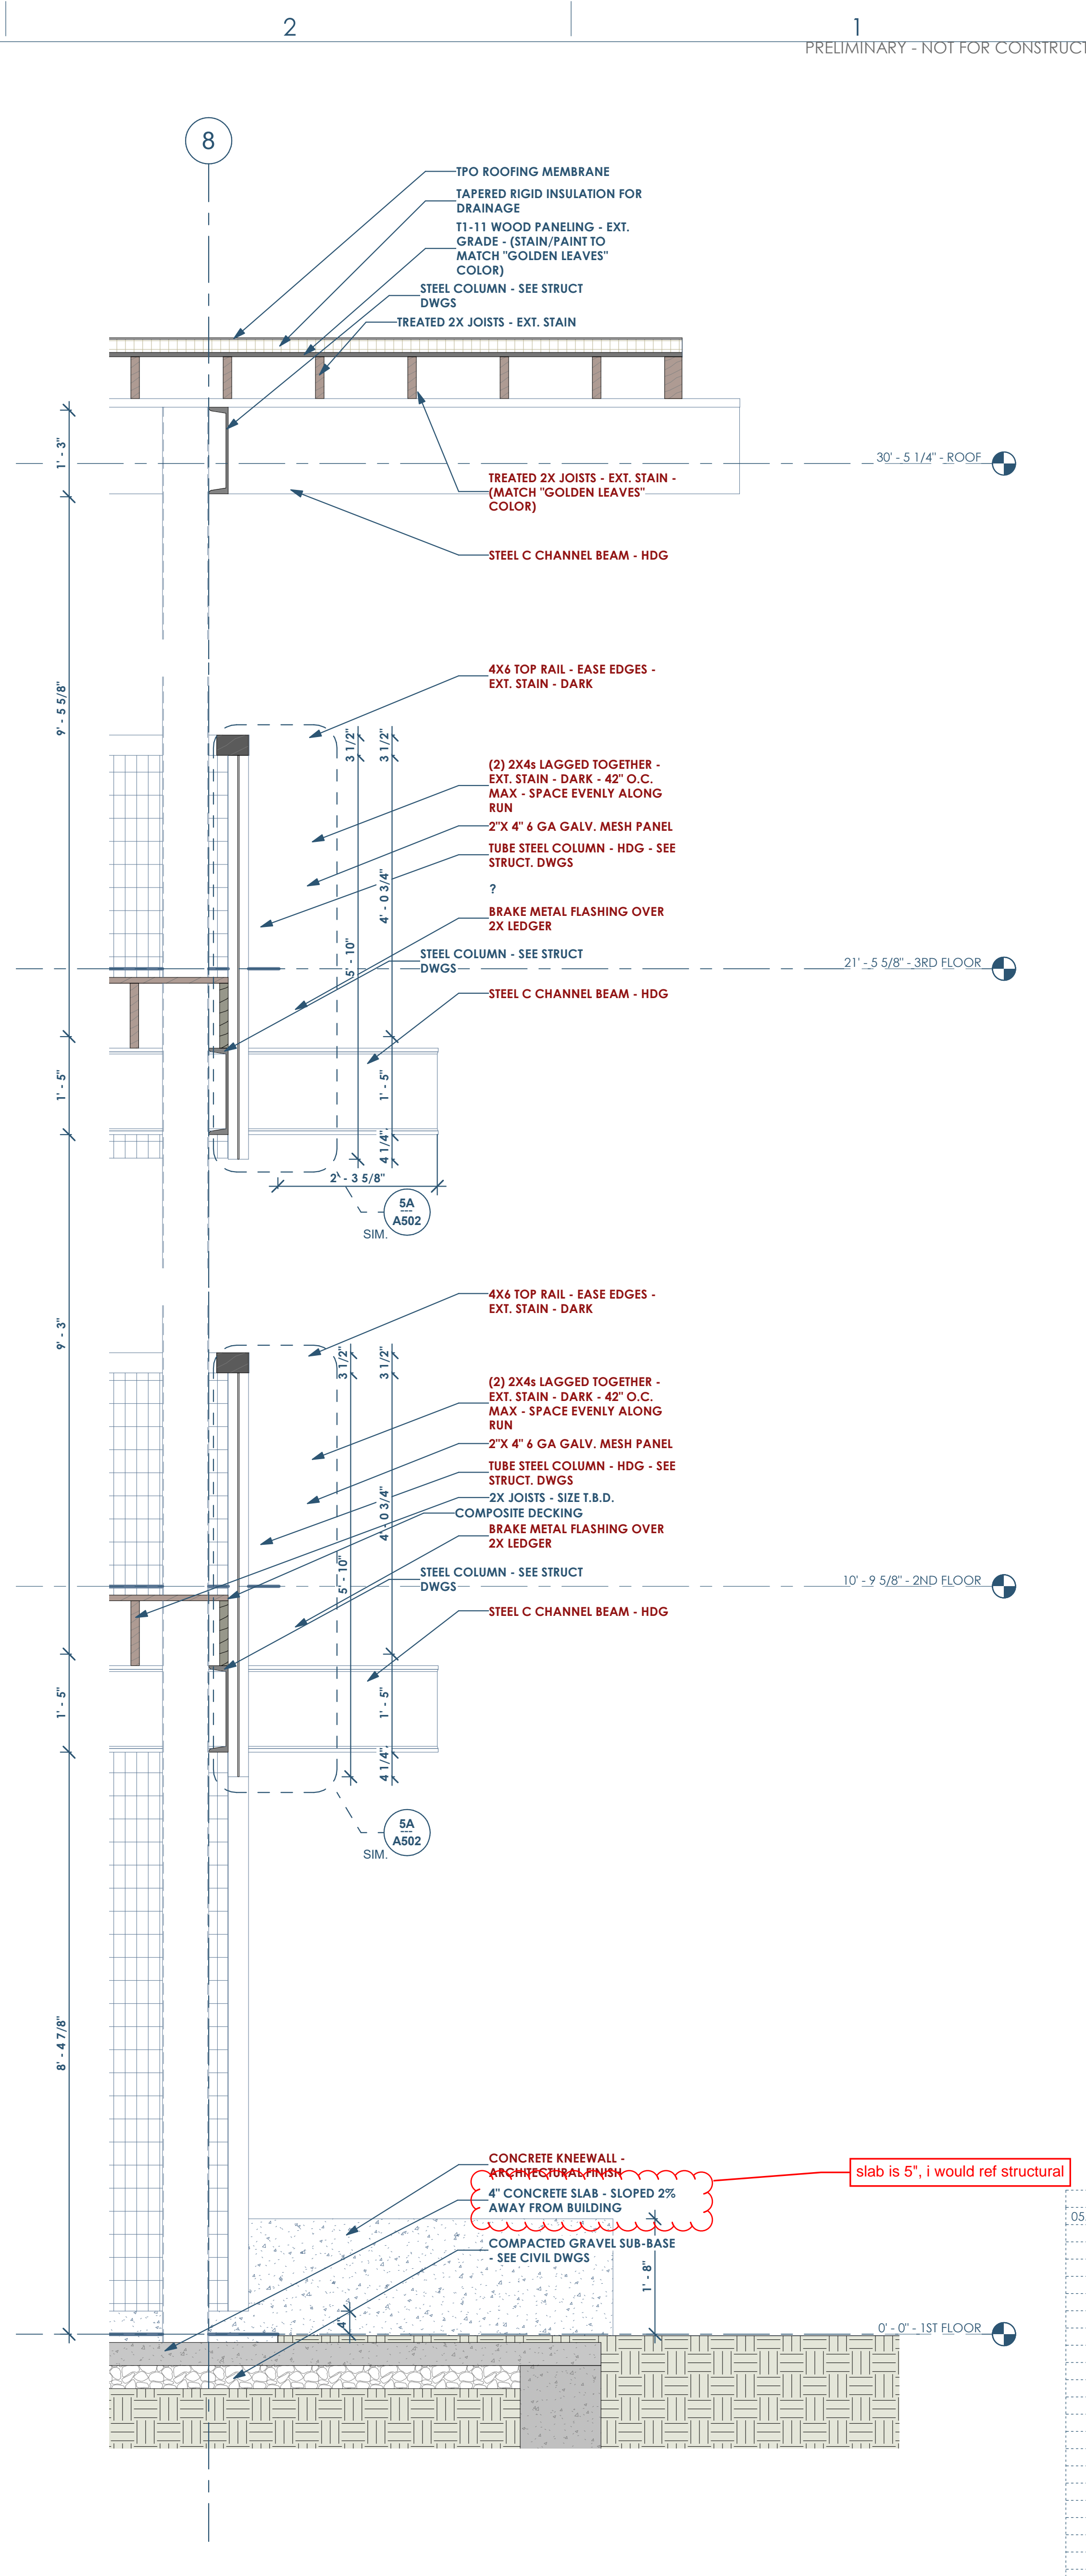 2
1
PRELIMINARY - NOT FOR CONSTRUCT
8
TPO ROOFING MEMBRANE
TAPERED RIGID INSULATION FOR
DRAINAGE
T1-11 WOOD PANELING - EXT.
GRADE - (STAIN/PAINT TO
MATCH "GOLDEN LEAVES"
COLOR)
STEEL COLUMN - SEE STRUCT
DWGS
TREATED 2X JOISTS - EXT. STAIN
1' - 3"
30' - 5 1/4" - ROOF
TREATED 2X JOISTS - EXT. STAIN -
(MATCH "GOLDEN LEAVES"
COLOR)
STEEL C CHANNEL BEAM - HDG
9' - 5 5/8"
4X6 TOP RAIL - EASE EDGES -
EXT. STAIN - DARK
3 1/2"
3 1/2"
(2) 2X4s LAGGED TOGETHER -
EXT. STAIN - DARK - 42" O.C.
MAX - SPACE EVENLY ALONG
RUN
2"X 4" 6 GA GALV. MESH PANEL
TUBE STEEL COLUMN - HDG - SEE
STRUCT. DWGS
?
4' - 0 3/4"
BRAKE METAL FLASHING OVER
2X LEDGER
5' - 10"
STEEL COLUMN - SEE STRUCT
DWGS
21' - 5 5/8" - 3RD FLOOR
STEEL C CHANNEL BEAM - HDG
1' - 5"
1' - 5"
4 1/4"
2' - 3 5/8"
5A
---
A502
SIM.
9' - 3"
4X6 TOP RAIL - EASE EDGES -
EXT. STAIN - DARK
3 1/2"
3 1/2"
(2) 2X4s LAGGED TOGETHER -
EXT. STAIN - DARK - 42" O.C.
MAX - SPACE EVENLY ALONG
RUN
2"X 4" 6 GA GALV. MESH PANEL
TUBE STEEL COLUMN - HDG - SEE
STRUCT. DWGS
2X JOISTS - SIZE T.B.D.
COMPOSITE DECKING
4' - 0 3/4"
BRAKE METAL FLASHING OVER
2X LEDGER
5' - 10"
STEEL COLUMN - SEE STRUCT
DWGS
10' - 9 5/8" - 2ND FLOOR
STEEL C CHANNEL BEAM - HDG
1' - 5"
1' - 5"
4 1/4"
5A
---
A502
SIM.
8' - 4 7/8"
CONCRETE KNEEWALL -
ARCHITECTURAL FINISH
slab is 5", i would ref structural
4" CONCRETE SLAB - SLOPED 2%
AWAY FROM BUILDING
05
COMPACTED GRAVEL SUB-BASE
- SEE CIVIL DWGS
1' - 8"
4"
0' - 0" - 1ST FLOOR